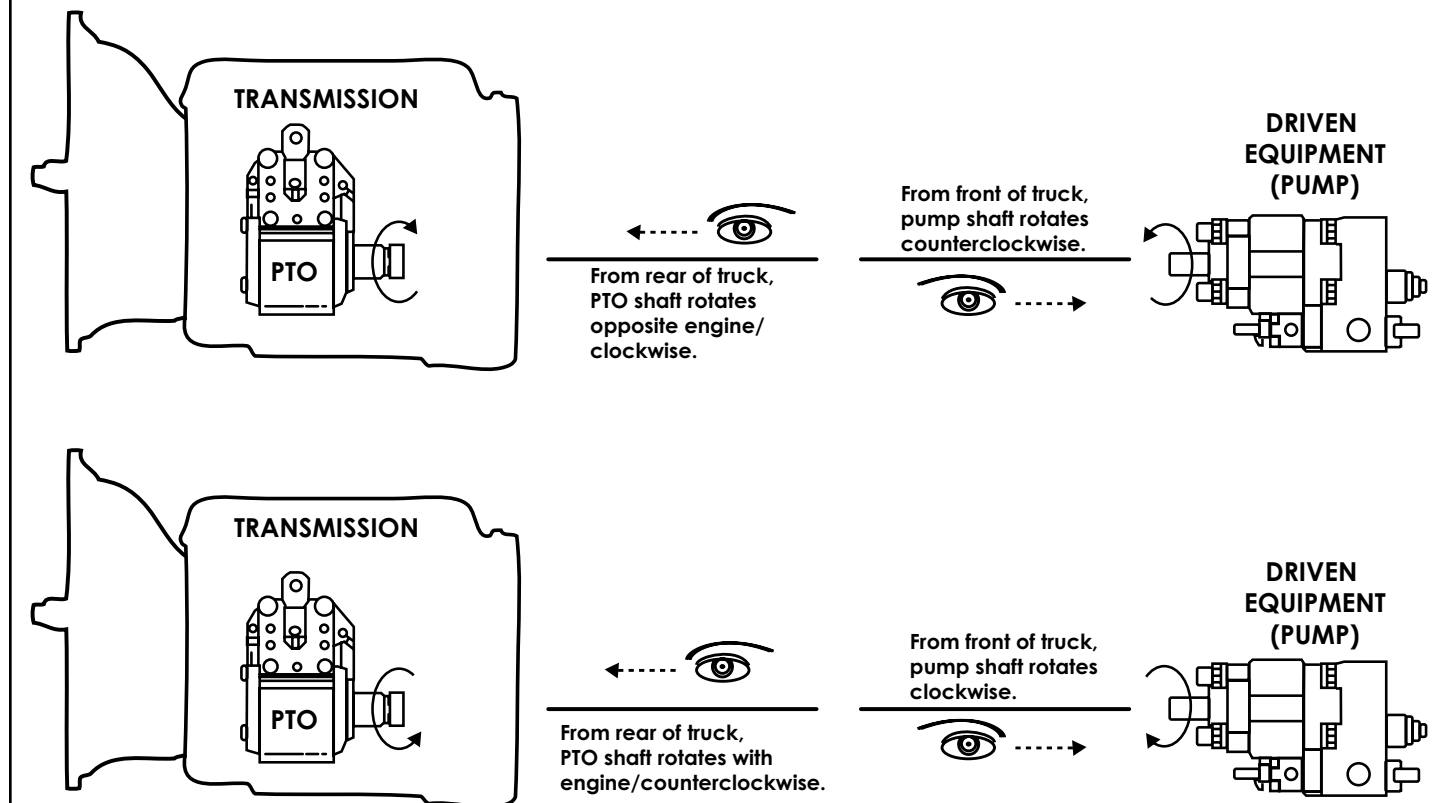 TRANSMISSION
PTO
From rear of truck,
PTO shaft rotates
opposite engine/
clockwise.
From front of truck,
pump shaft rotates
counterclockwise.
DRIVEN
EQUIPMENT
(PUMP)
TRANSMISSION
PTO
From rear of truck,
PTO shaft rotates with
engine/counterclockwise.
From front of truck,
pump shaft rotates
clockwise.
DRIVEN
EQUIPMENT
(PUMP)